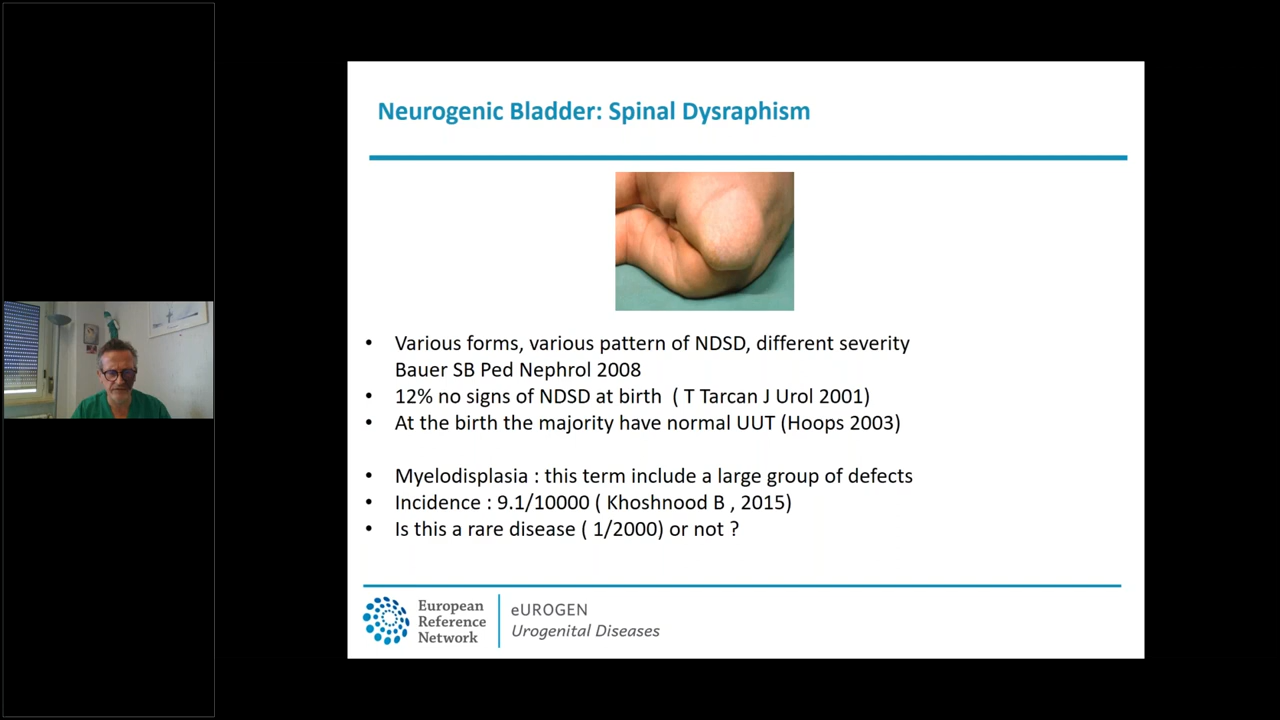 Neurogenic Bladder: Spinal Dysraphism
• Various forms, various pattern of NDSD, different severity
Bauer SB Ped Nephrol 2008
• 12% no signs of NDSD at birth ( T Tarcan J Urol 2001)
• At the birth the majority have normal UUT (Hoops 2003)
• Myelodisplasia : this term include a large group of defects
• Incidence : 9.1/10000 ( Khoshnood B , 2015)
• Is this a rare disease ( 1/2000) or not ?
European
Reference
Network
eUROGEN
Urogenital Diseases